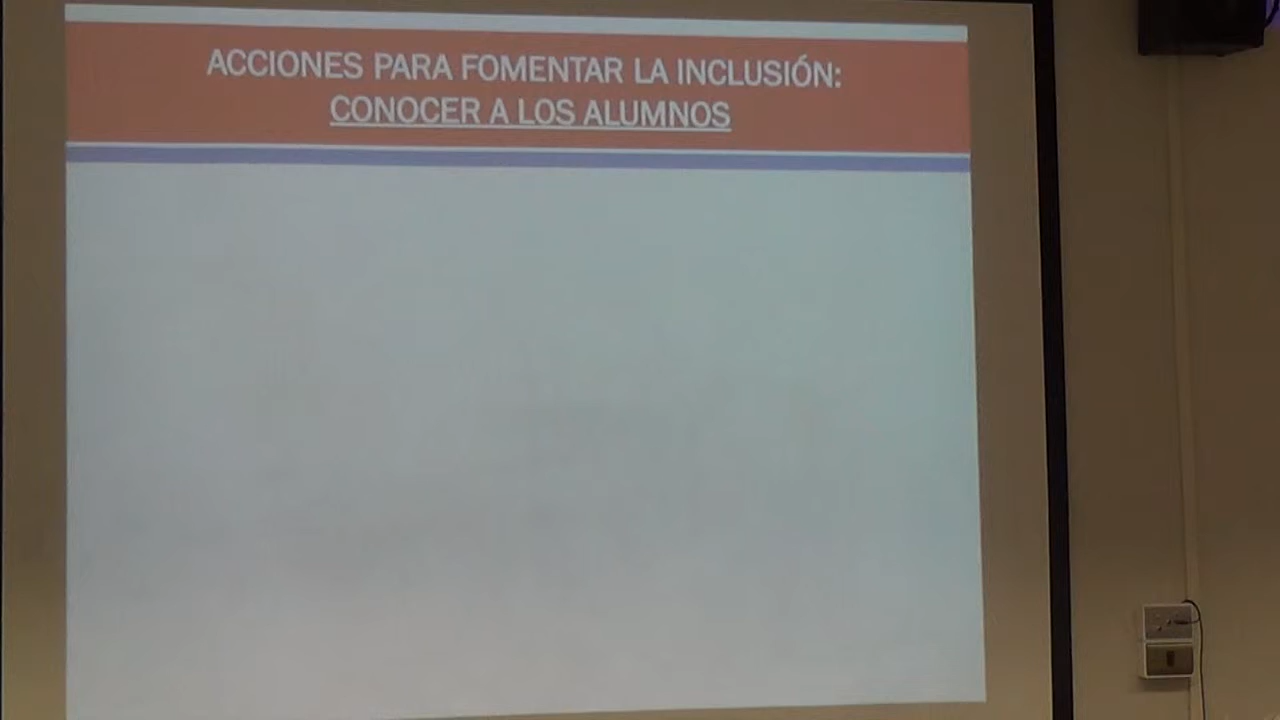 ACCIONES PARA FOMENTAR LA INCLUSIÓN:
CONOCER A LOS ALUMNOS